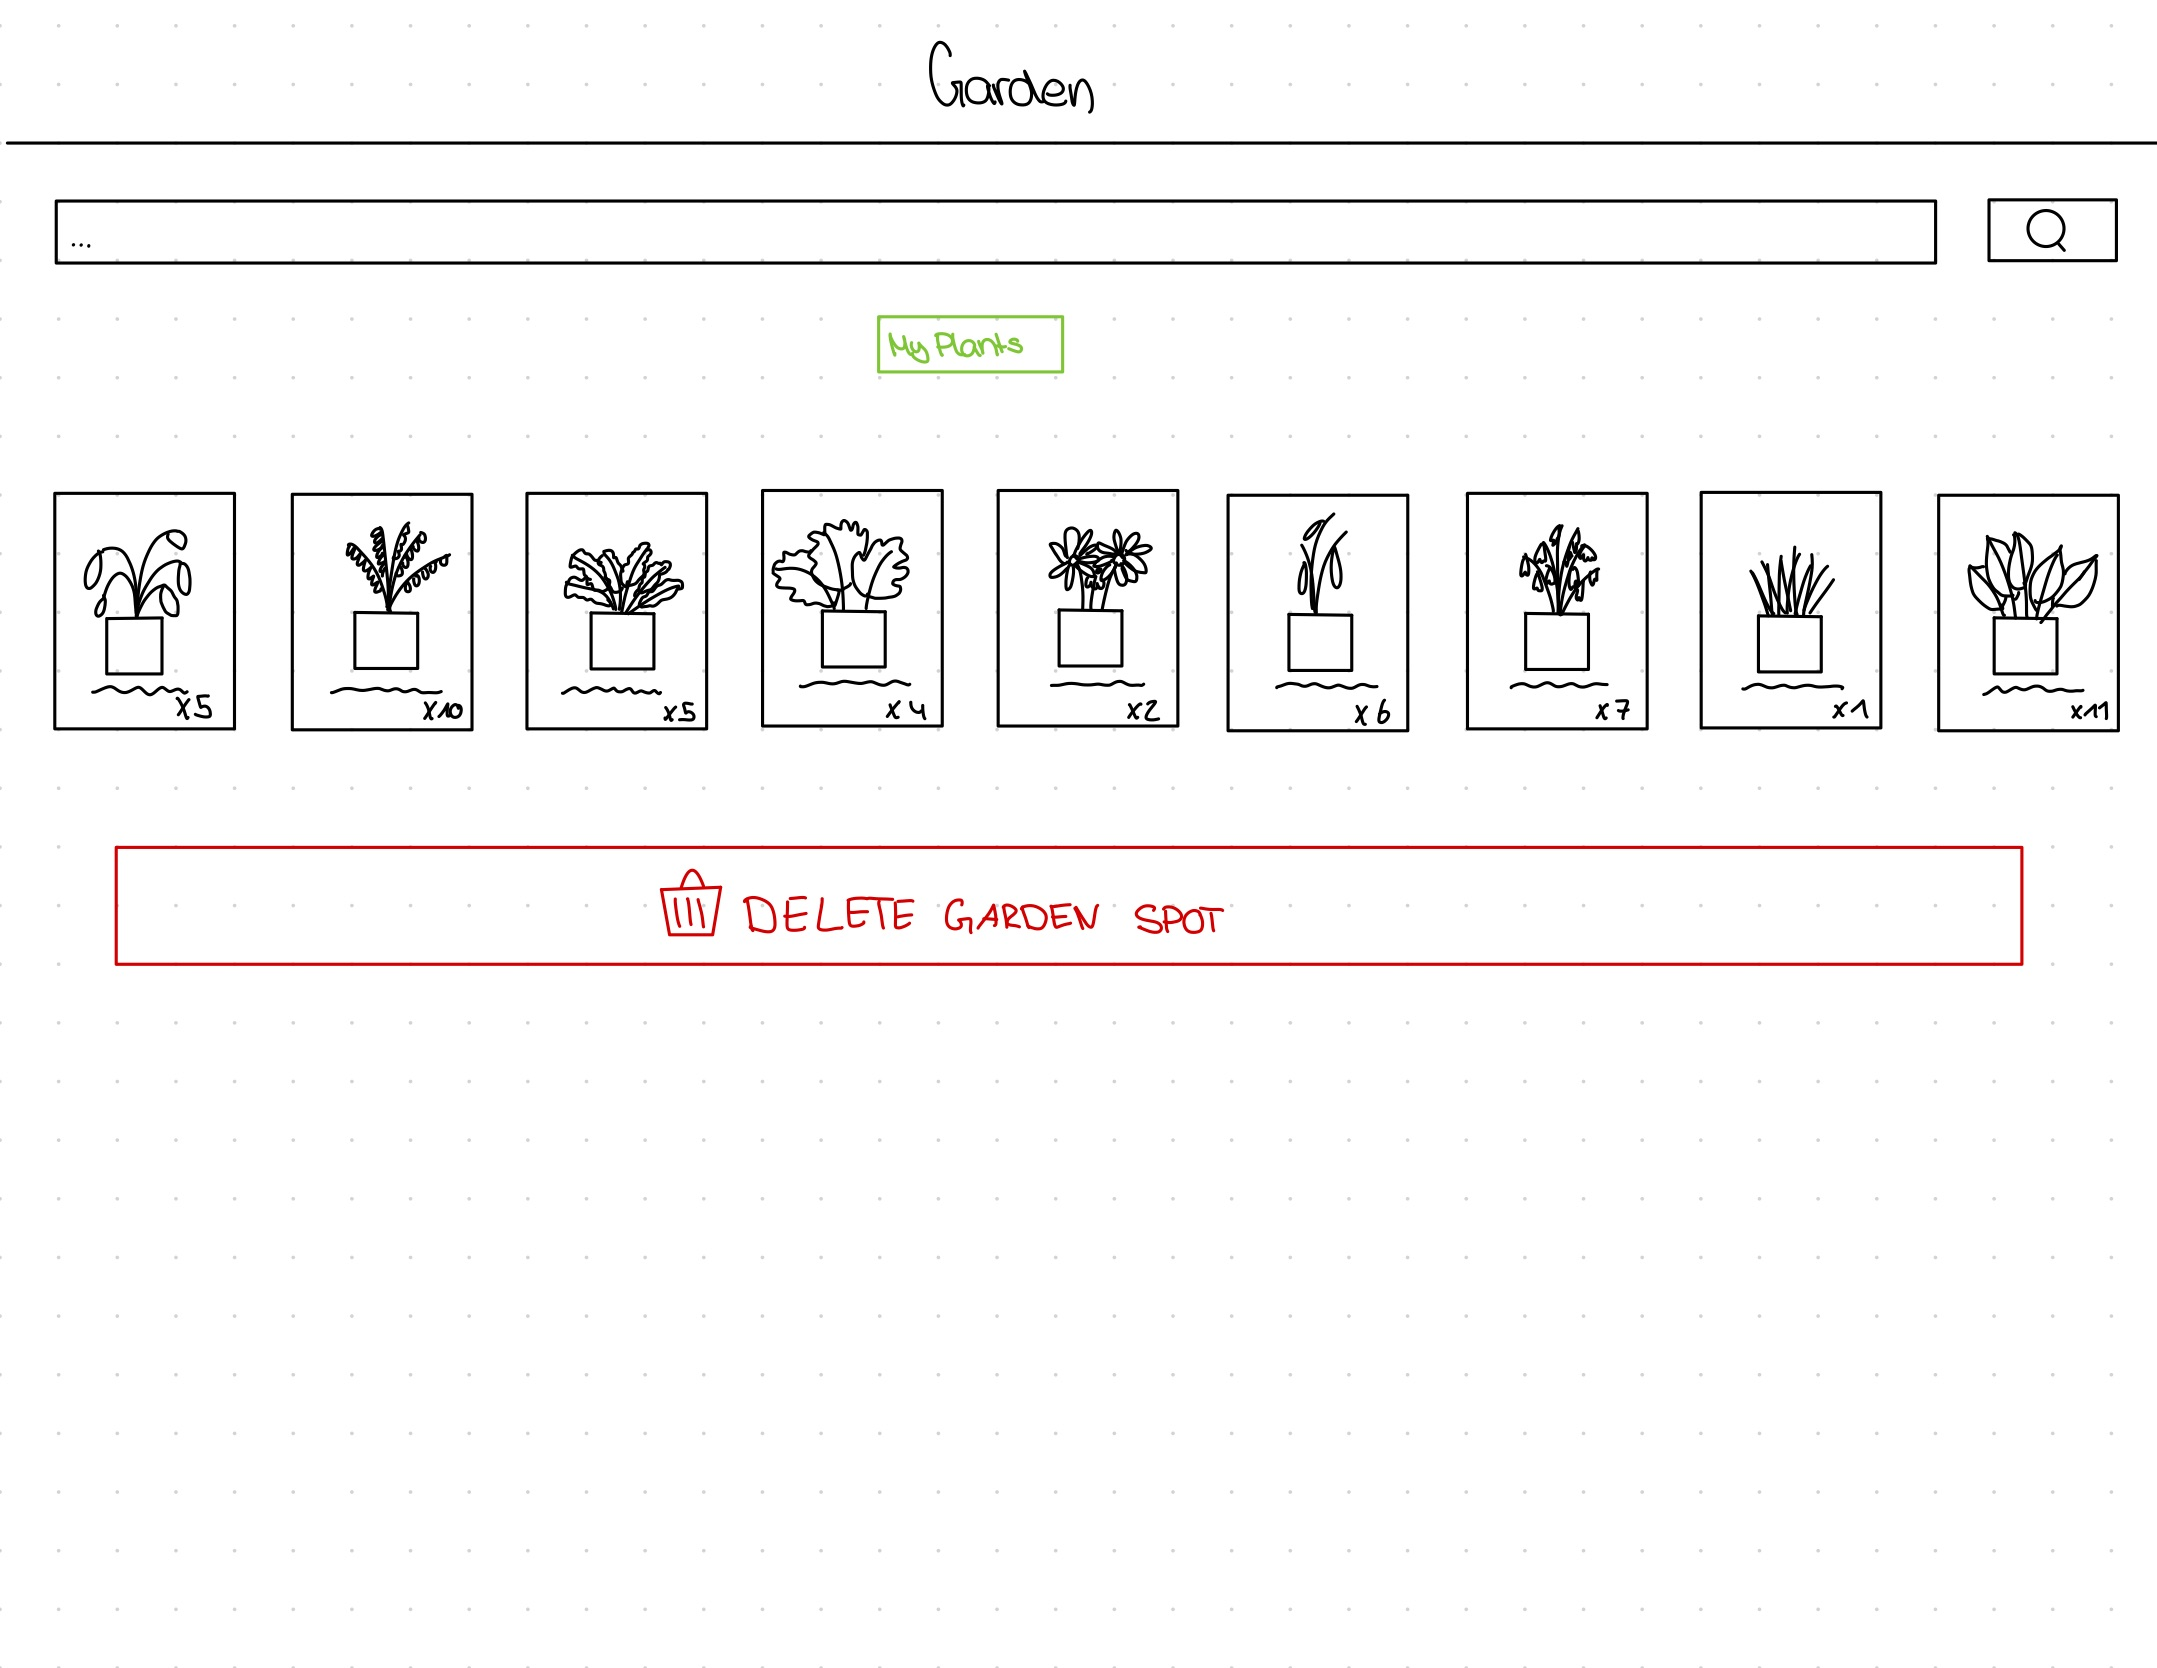 Garden
...
My Plants
x5
x10
x5
x4
x2
x6
x7
x1
x11
DELETE GARDEN SPOT